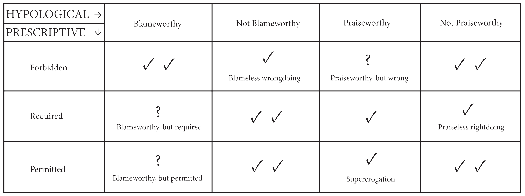 HYPOLOGICAL → Blameworthy Not Blameworthy Praiseworthy Not Praiseworthy
PRESCRIPTIVE
Forbidden ✓ ✓ ✓ ? ✓ ✓
Blameless wrongdoing Praiseworthy-but-wrong
Required ? ✓ ✓ ✓ ✓
Blameworthy-but-require Praiseless rightdoing
Permitted ? ✓ ✓ ✓ ✓ ✓
Blameworthy-but-permitted Supererogation